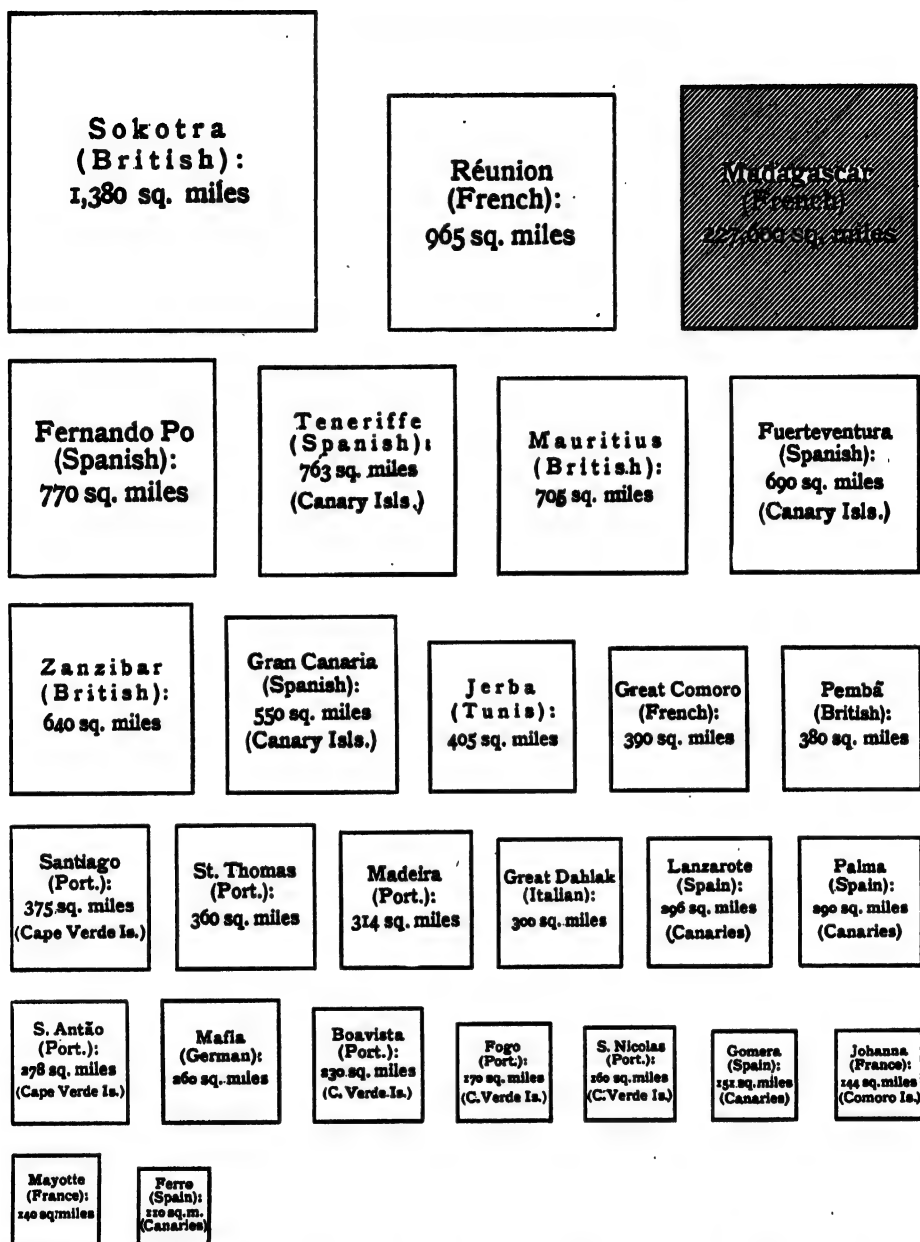 Sokotra
(British):
1,380 sq. miles
Réunion
(French):
965 sq. miles
Madagascar
(French)
227,600 sq. miles
Fernando Po
(Spanish):
770 sq. miles
Teneriffe
(Spanish):
763 sq. miles
(Canary Isls.)
Mauritius
(British):
705 sq. miles
Fuerteventura
(Spanish):
690 sq. miles
(Canary Isls.)
Zanzibar
(British):
640 sq. miles
Gran Canaria
(Spanish):
550 sq. miles
(Canary Isls.)
Jerba
(Tunis):
405 sq. miles
Great Comoro
(French):
390 sq. miles
Pembã
(British):
380 sq. miles
Santiago
(Port.):
375 sq. miles
(Cape Verde Is.)
St. Thomas
(Port.):
360 sq. miles
Madeira
(Port.):
314 sq. miles
Great Dahlak
(Italian):
300 sq. miles
Lanzarote
(Spain):
296 sq. miles
(Canaries)
Palma
(Spain):
290 sq. miles
(Canaries)
S. Antão
(Port.):
278 sq. miles
(Cape Verde Is.)
Mafia
(German):
260 sq. miles
Boavista
(Port.):
230 sq. miles
(C. Verde Is.)
Fogo
(Port.):
170 sq. miles
(C. Verde Is.)
S. Nicolas
(Port.):
160 sq. miles
(C. Verde Is.)
Gomera
(Spain):
151 sq. miles
(Canaries)
Johanna
(France):
144 sq. miles
(Comoro Is.)
Mayotte
(France):
140 sq. miles
Ferro
(Spain):
110 sq. m.
(Canaries)